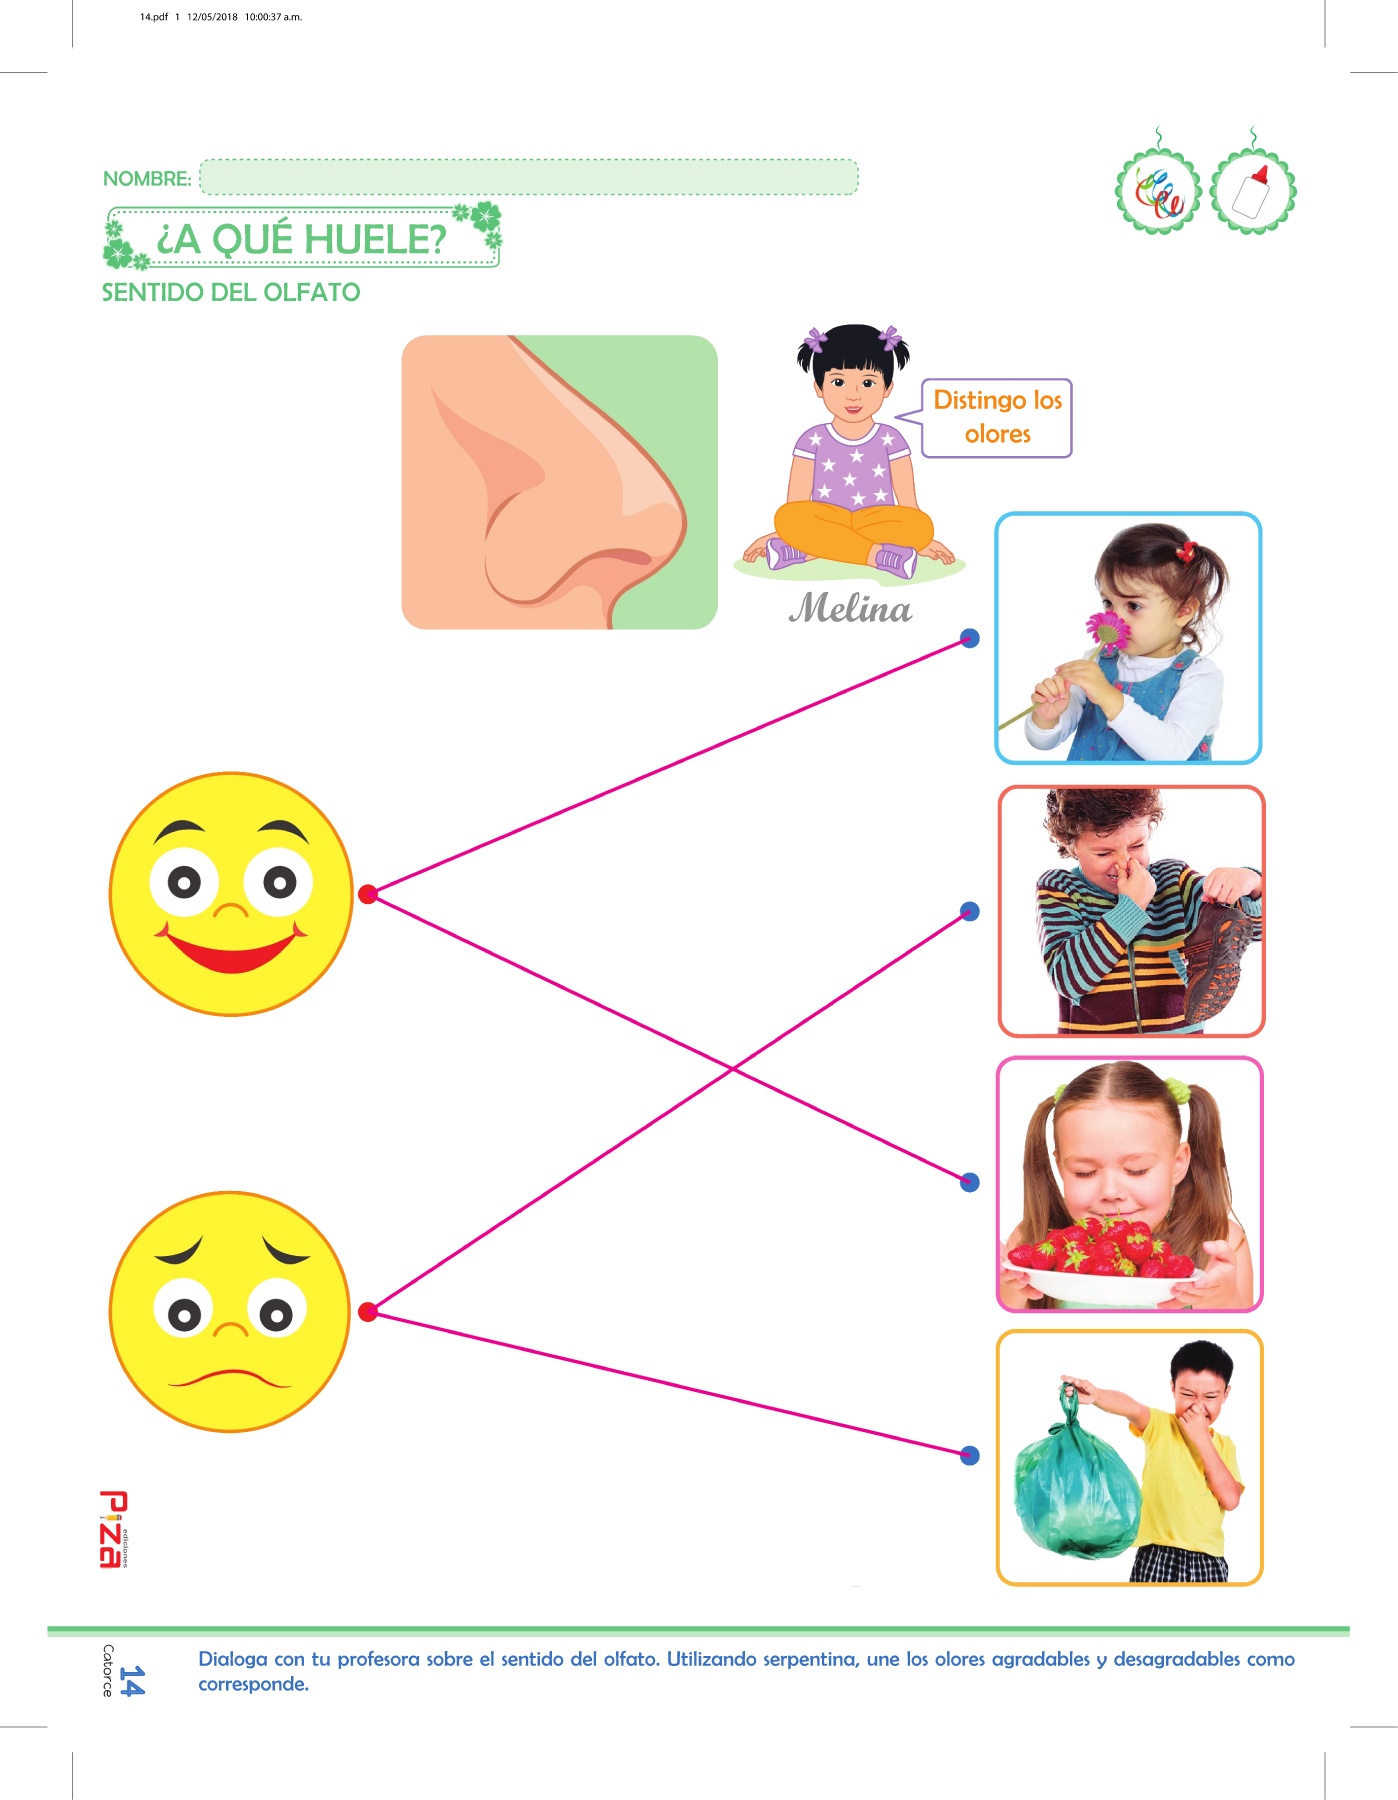 14.pdf 1 12/05/2018 10:00:37 a.m.
NOMBRE:
¿A QUÉ HUELE?
SENTIDO DEL OLFATO
Distingo los
olores
Melina
Piza
ediciones
14
Catorce
Dialoga con tu profesora sobre el sentido del olfato. Utilizando serpentina, une los olores agradables y desagradables como
corresponde.